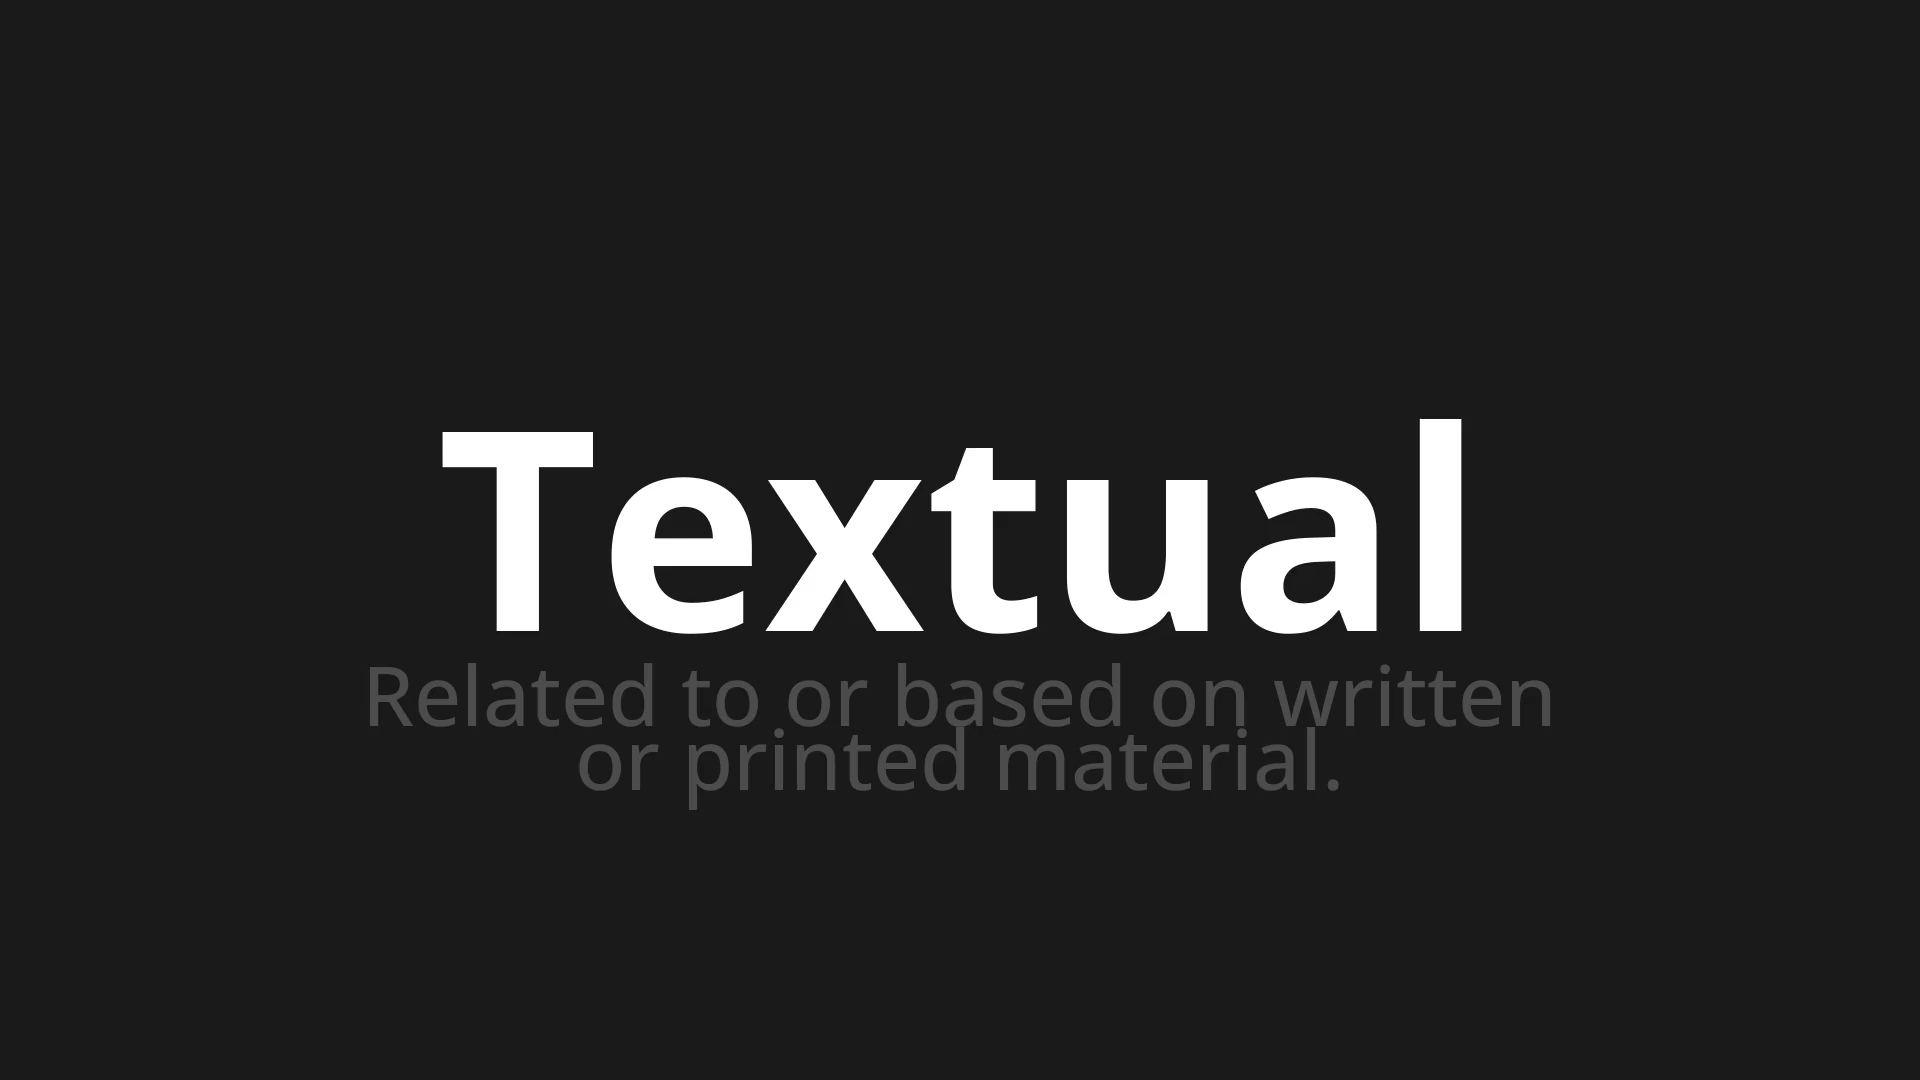 Textual
Related to or based on written
or printed material.